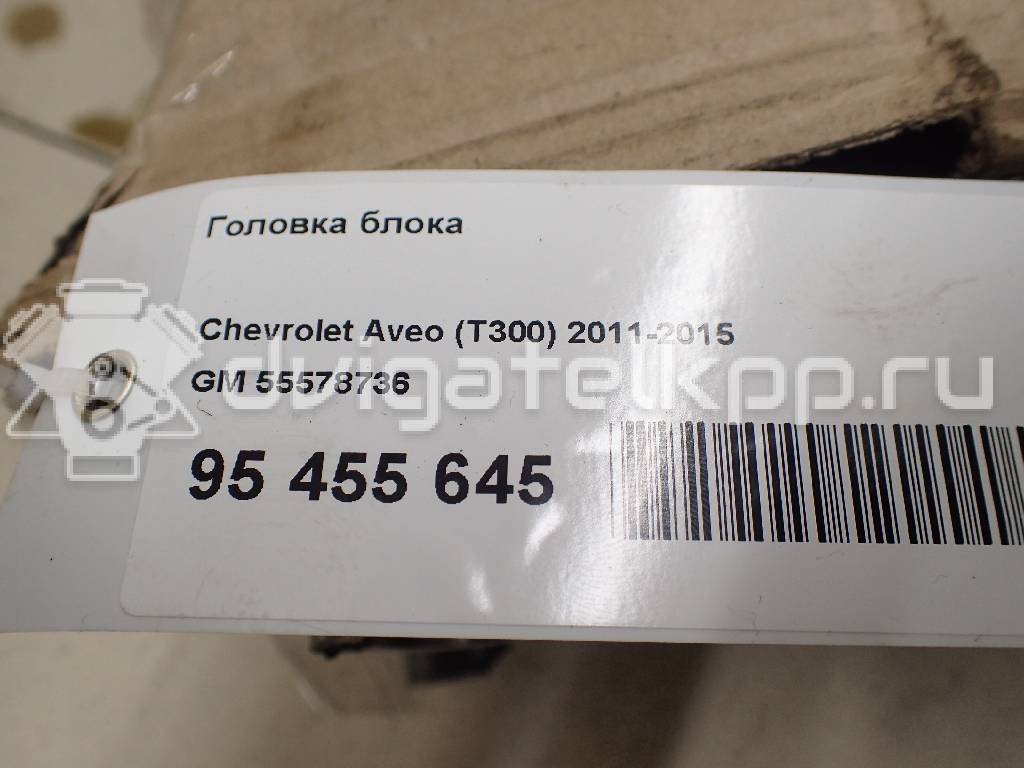 Головка блока
Chevrolet Aveo (T300) 2011-2015
GM 55578736
95 455 645
dvigatelkpp.ru